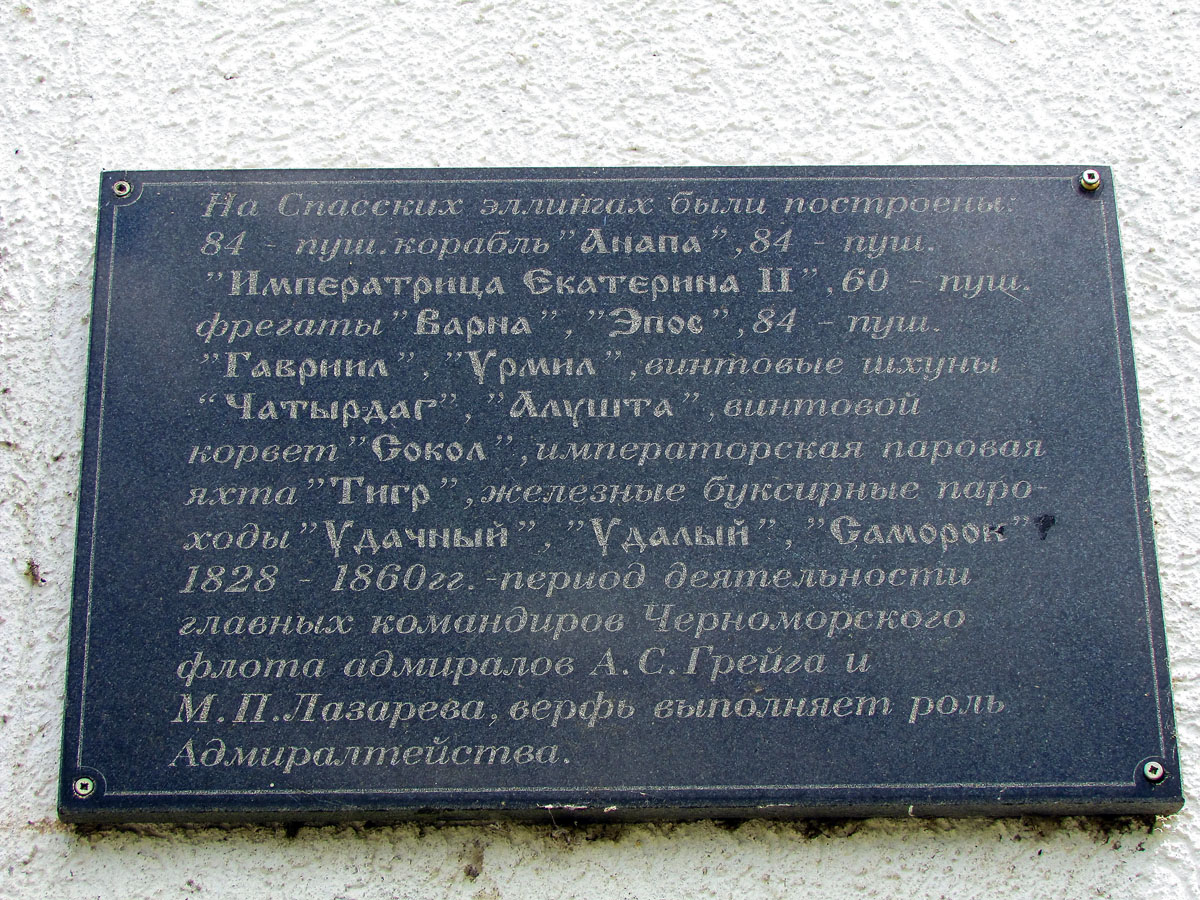 На Спасских эллингах были построены:
84 - пуш.корабль "Анапа", 84 - пуш.
"Императрица Екатерина II", 60 - пуш.
фрегаты "Варна", "Эпос", 84 - пуш.
"Гавриил", "Урмил", винтовые шхуны
"Чатырдаг", "Алушта", винтовой
корвет "Сокол", императорская паровая
яхта "Тигр", железные буксирные паро-
ходы "Удачный", "Удалый", "Саморок"
1828 - 1860гг.-период деятельности
главных командиров Черноморского
флота адмиралов А.С.Грейга и
М.П.Лазарева, верфь выполняет роль
Адмиралтейства.